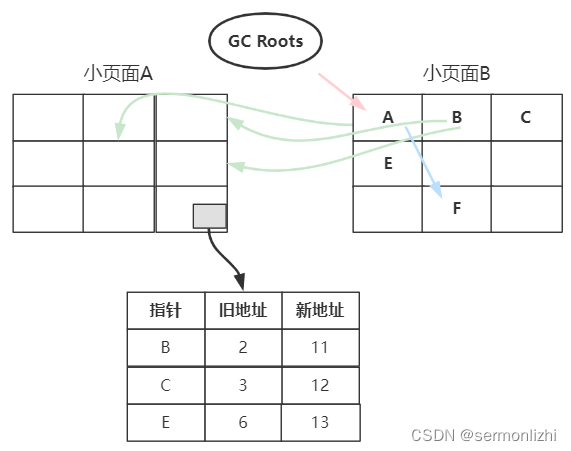 GC Roots
小页面A
小页面B
A B C
E
F
指针 旧地址 新地址
B 2 11
C 3 12
E 6 13
CSDN @sermonlizhi